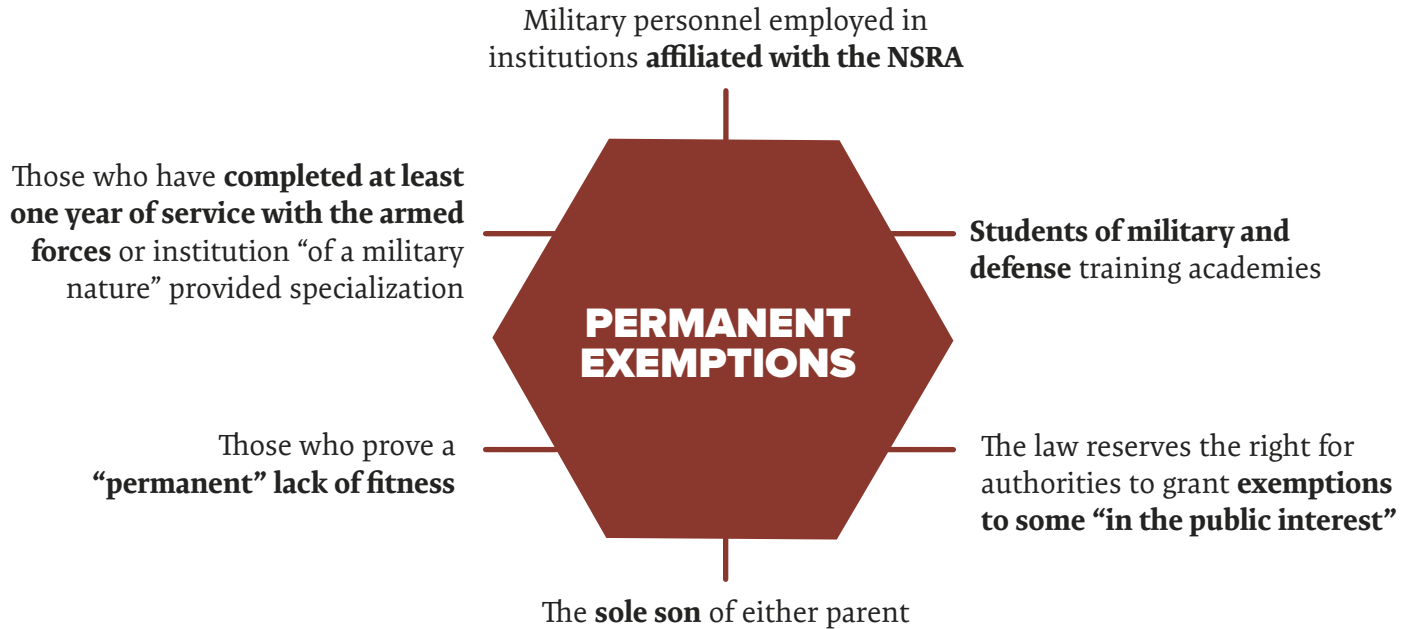 Military personnel employed in
institutions affiliated with the NSRA
Those who have completed at least
one year of service with the armed
forces or institution “of a military
nature” provided specialization
Students of military and
defense training academies
PERMANENT
EXEMPTIONS
Those who prove a
“permanent” lack of fitness
The law reserves the right for
authorities to grant exemptions
to some “in the public interest”
The sole son of either parent